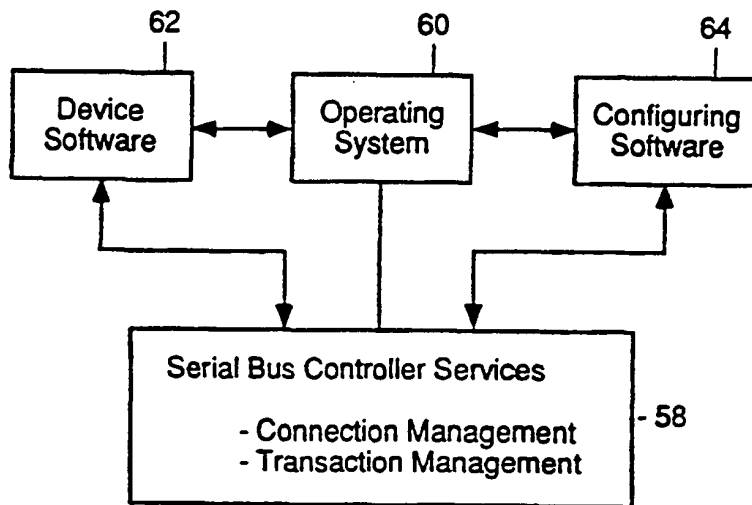 62
60
64
Device
Software
Operating
System
Configuring
Software
Serial Bus Controller Services
- Connection Management
- Transaction Management
58